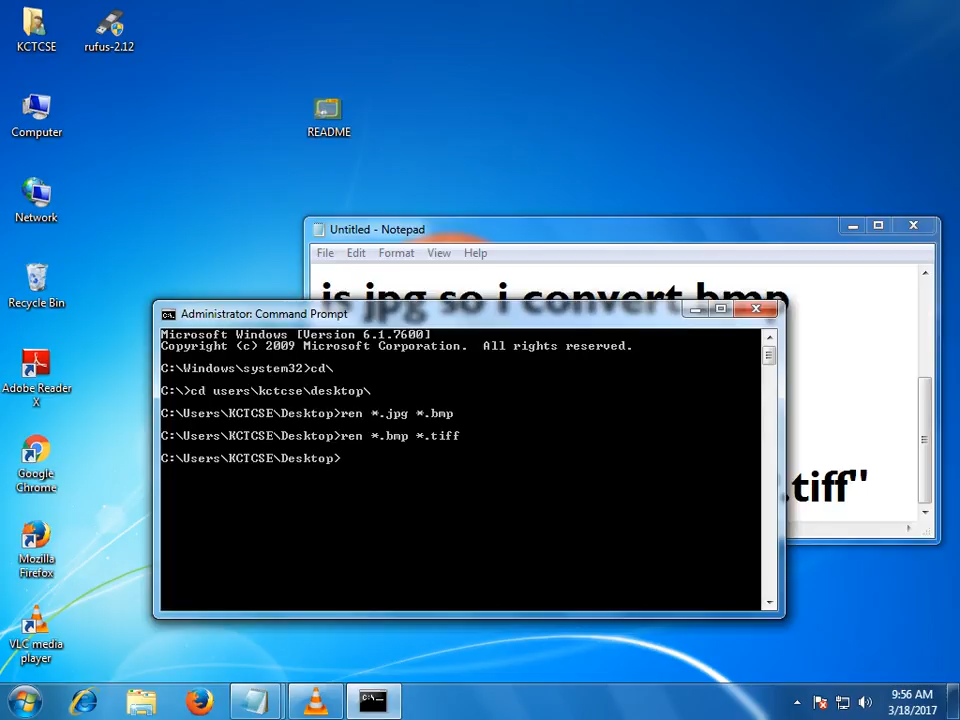 KCTCSE
rufus-2.12
Computer
README
Network
Recycle Bin
Adobe Reader
X
Google
Chrome
Mozilla
Firefox
VLC media
player
Untitled - Notepad
File Edit Format View Help
is jpg so i convert bmp
.tiff"
Administrator: Command Prompt
Microsoft Windows [Version 6.1.7600]
Copyright (c) 2009 Microsoft Corporation.  All rights reserved.
C:\Windows\system32>cd\
C:\>cd users\kctcse\desktop\
C:\Users\KCTCSE\Desktop>ren *.jpg *.bmp
C:\Users\KCTCSE\Desktop>ren *.bmp *.tiff
C:\Users\KCTCSE\Desktop>
9:56 AM
3/18/2017